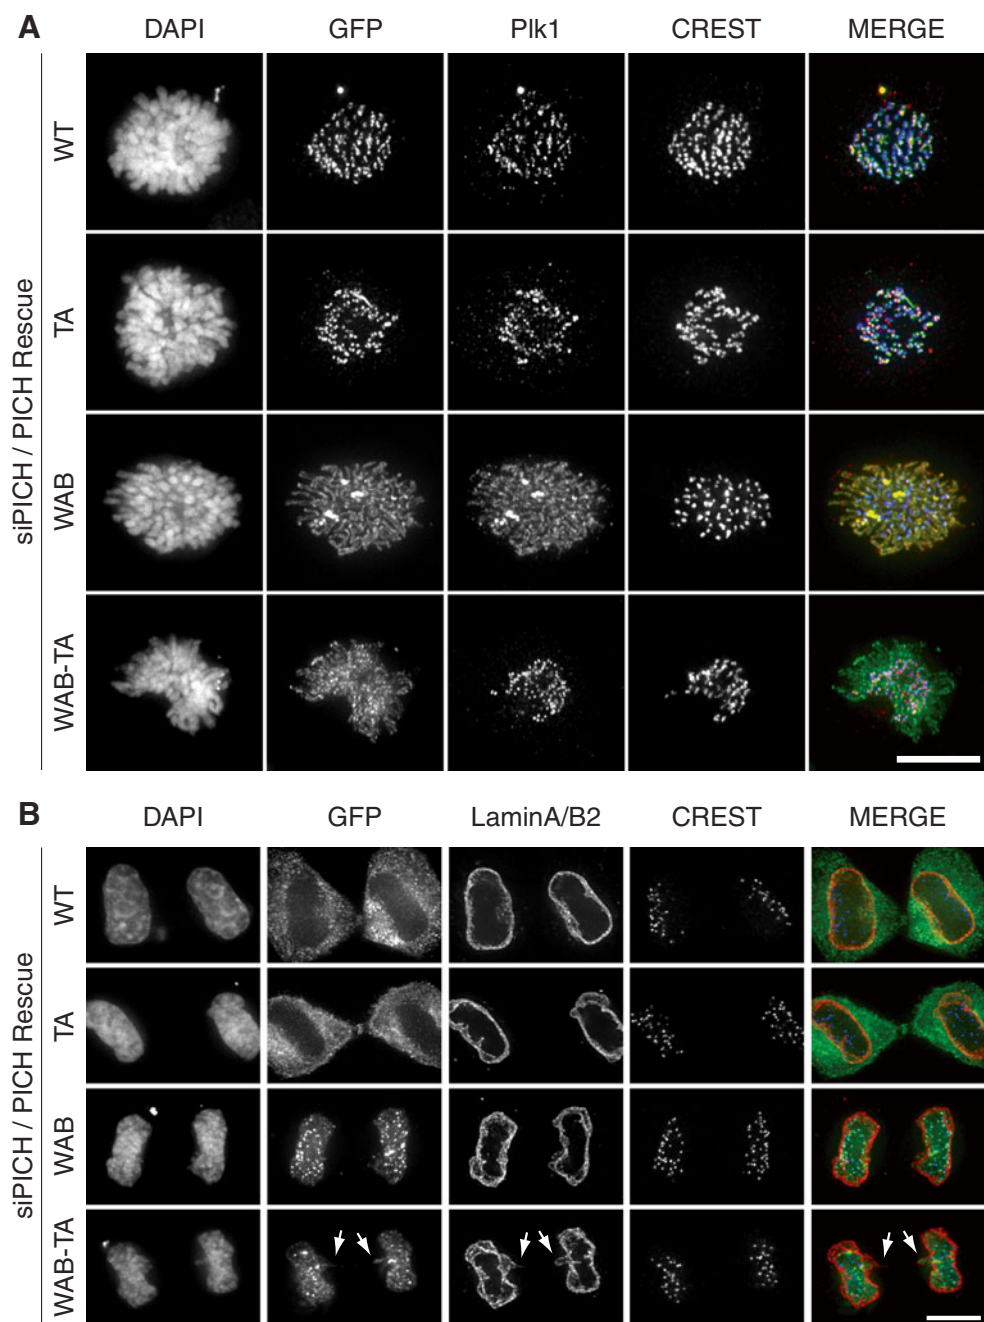 A
DAPI GFP Plk1 CREST MERGE
siPICH / PICH Rescue
WT
TA
WAB
WAB-TA
B
DAPI GFP LaminA/B2 CREST MERGE
siPICH / PICH Rescue
WT
TA
WAB
WAB-TA